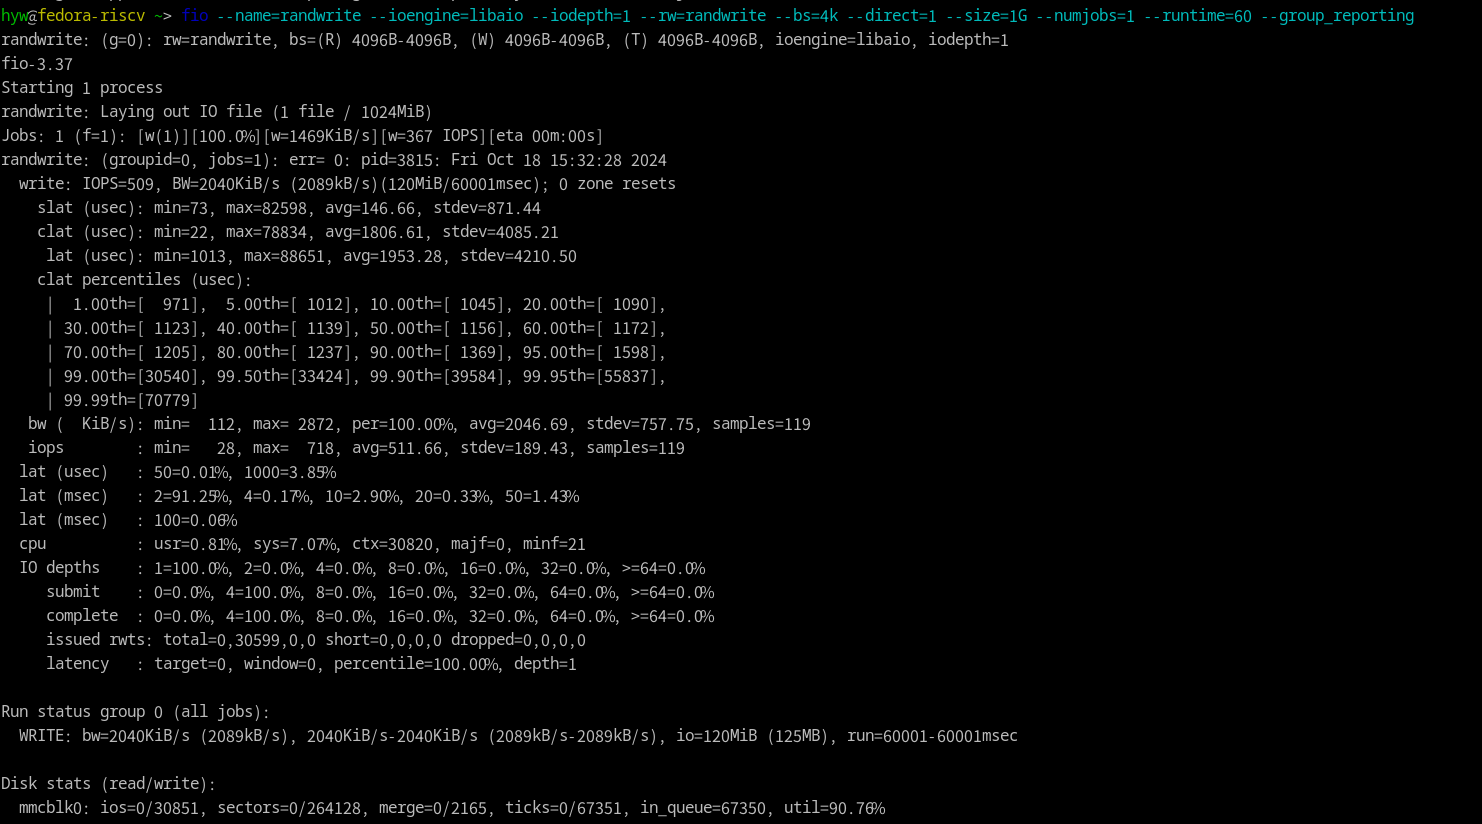 hyw@fedora-riscv ~> fio --name=randwrite --ioengine=libaio --iodepth=1 --rw=randwrite --bs=4k --direct=1 --size=1G --numjobs=1 --runtime=60 --group_reporting
randwrite: (g=0): rw=randwrite, bs=(R) 4096B-4096B, (W) 4096B-4096B, (T) 4096B-4096B, ioengine=libaio, iodepth=1
fio-3.37
Starting 1 process
randwrite: Laying out IO file (1 file / 1024MiB)
Jobs: 1 (f=1): [w(1)][100.0%][w=1469KiB/s][w=367 IOPS][eta 00m:00s]
randwrite: (groupid=0, jobs=1): err= 0: pid=3815: Fri Oct 18 15:32:28 2024
  write: IOPS=509, BW=2040KiB/s (2089kB/s)(120MiB/60001msec); 0 zone resets
    slat (usec): min=73, max=82598, avg=146.66, stdev=871.44
    clat (usec): min=22, max=78834, avg=1806.61, stdev=4085.21
     lat (usec): min=1013, max=88651, avg=1953.28, stdev=4210.50
    clat percentiles (usec):
     |  1.00th=[  971],  5.00th=[ 1012], 10.00th=[ 1045], 20.00th=[ 1090],
     | 30.00th=[ 1123], 40.00th=[ 1139], 50.00th=[ 1156], 60.00th=[ 1172],
     | 70.00th=[ 1205], 80.00th=[ 1237], 90.00th=[ 1369], 95.00th=[ 1598],
     | 99.00th=[30540], 99.50th=[33424], 99.90th=[39584], 99.95th=[55837],
     | 99.99th=[70779]
   bw (  KiB/s): min=  112, max= 2872, per=100.00%, avg=2046.69, stdev=757.75, samples=119
   iops        : min=   28, max=  718, avg=511.66, stdev=189.43, samples=119
  lat (usec)   : 50=0.01%, 1000=3.85%
  lat (msec)   : 2=91.25%, 4=0.17%, 10=2.90%, 20=0.33%, 50=1.43%
  lat (msec)   : 100=0.06%
  cpu          : usr=0.81%, sys=7.07%, ctx=30820, majf=0, minf=21
  IO depths    : 1=100.0%, 2=0.0%, 4=0.0%, 8=0.0%, 16=0.0%, 32=0.0%, >=64=0.0%
     submit    : 0=0.0%, 4=100.0%, 8=0.0%, 16=0.0%, 32=0.0%, 64=0.0%, >=64=0.0%
     complete  : 0=0.0%, 4=100.0%, 8=0.0%, 16=0.0%, 32=0.0%, 64=0.0%, >=64=0.0%
     issued rwts: total=0,30599,0,0 short=0,0,0,0 dropped=0,0,0,0
     latency   : target=0, window=0, percentile=100.00%, depth=1

Run status group 0 (all jobs):
  WRITE: bw=2040KiB/s (2089kB/s), 2040KiB/s-2040KiB/s (2089kB/s-2089kB/s), io=120MiB (125MB), run=60001-60001msec

Disk stats (read/write):
  mmcblk0: ios=0/30851, sectors=0/264128, merge=0/2165, ticks=0/67351, in_queue=67350, util=90.76%